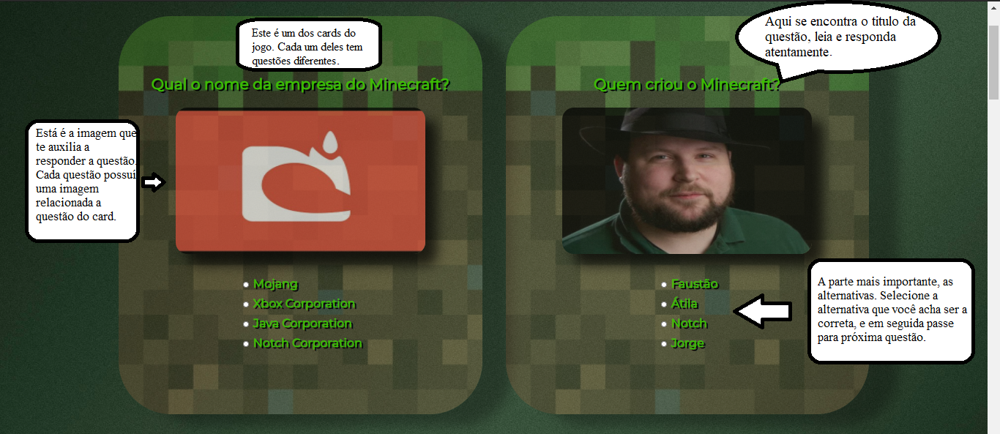 Este é um dos cards do
jogo. Cada um deles tem
questões diferentes.
Aqui se encontra o titulo da
questão, leia e responda
atentamente.
Qual o nome da empresa do Minecraft?
Quem criou o Minecraft?
Está é a imagem que
te auxilia a
responder a questão.
Cada questão possuí
uma imagem
relacionada a
questão do card.
Mojang
Xbox Corporation
Java Corporation
Notch Corporation
Faustão
Átila
Notch
Jorge
A parte mais importante, as
alternativas. Selecione a
alternativa que você acha ser a
correta, e em seguida passe
para próxima questão.